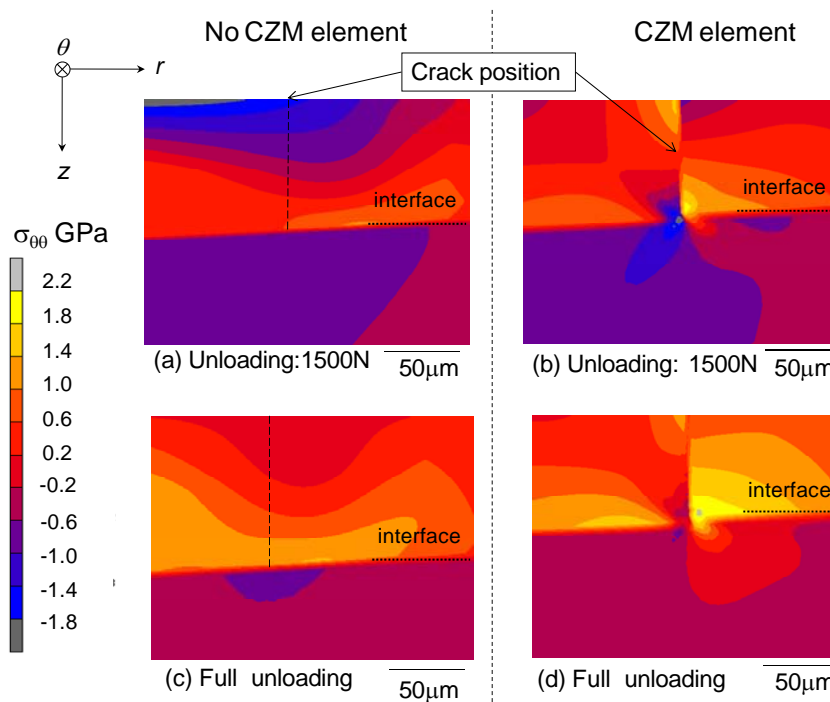 No CZM element
CZM element
θ
r
z
Crack position
interface
interface
σθθ GPa
2.2
1.8
1.4
1.0
0.6
0.2
-0.2
-0.6
-1.0
-1.4
-1.8
(a) Unloading:1500N
50μm
(b) Unloading: 1500N
50μm
interface
interface
(c) Full unloading
50μm
(d) Full unloading
50μm